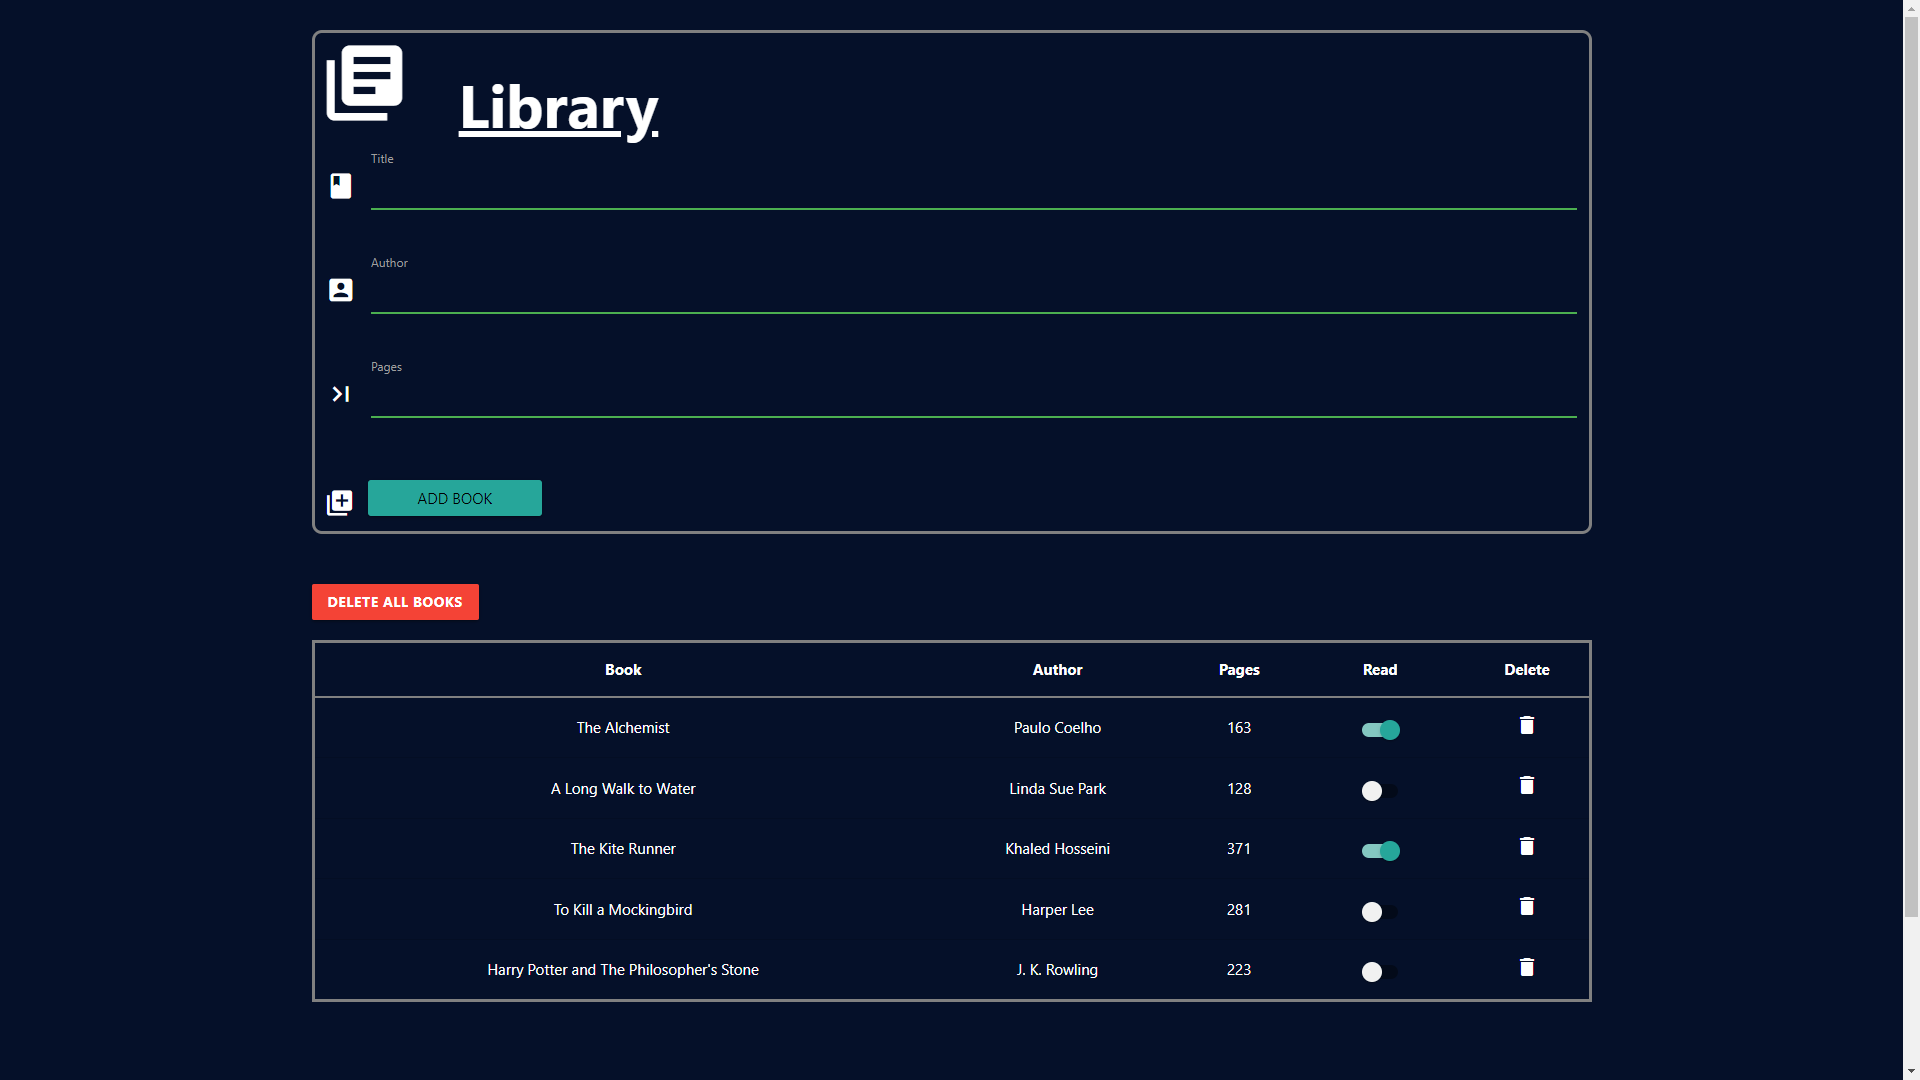 Library
Title
Author
Pages
ADD BOOK
DELETE ALL BOOKS
Book Author Pages Read Delete
The Alchemist Paulo Coelho 163
A Long Walk to Water Linda Sue Park 128
The Kite Runner Khaled Hosseini 371
To Kill a Mockingbird Harper Lee 281
Harry Potter and The Philosopher's Stone J. K. Rowling 223